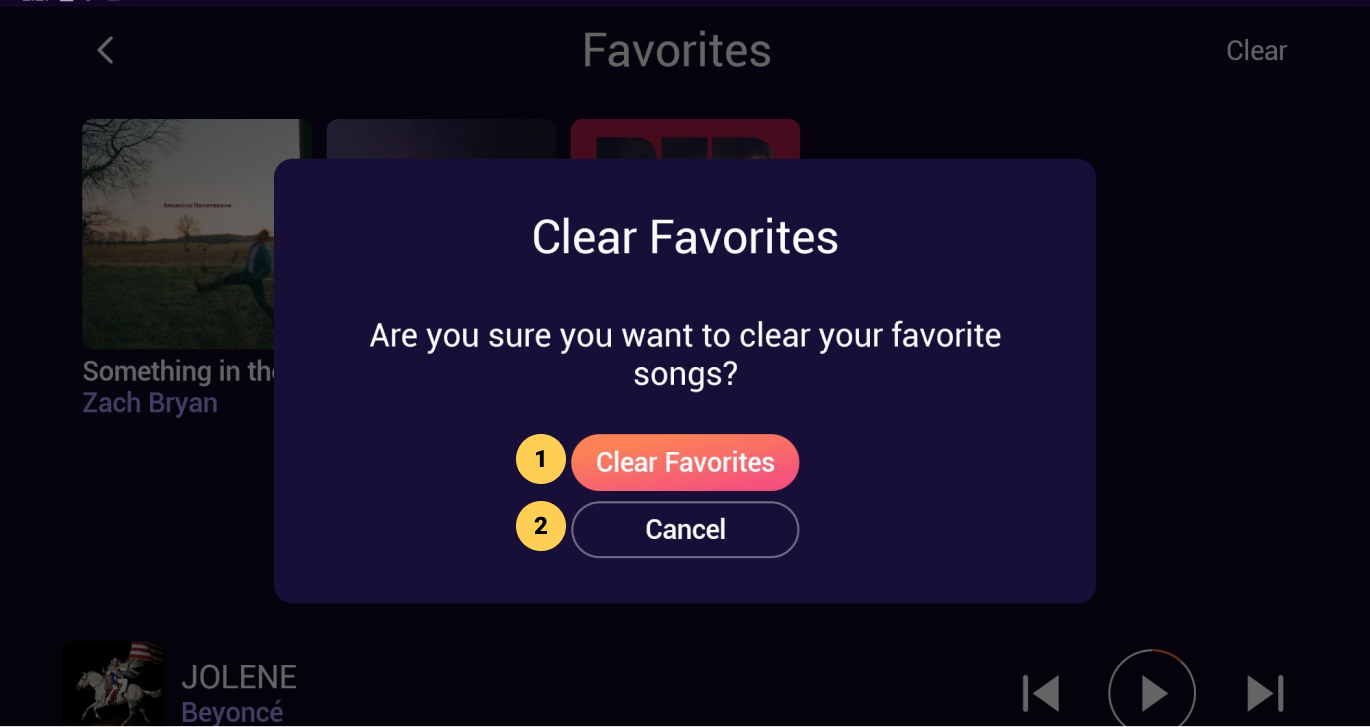 Favorites
Clear
AMERICAN HEARTBREAK
Clear Favorites
Are you sure you want to clear your favorite
songs?
Something in the
Zach Bryan
1
Clear Favorites
2
Cancel
JOLENE
Beyoncé